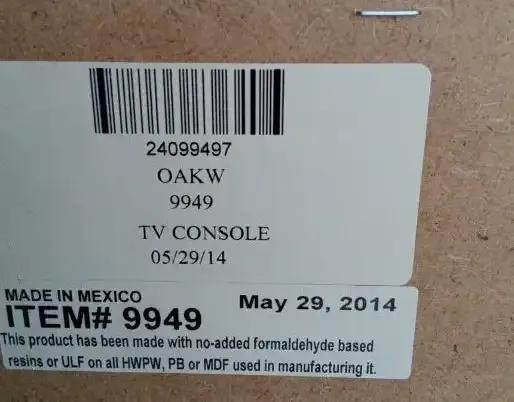 24099497
OAKW
9949
TV CONSOLE
05/29/14
MADE IN MEXICO
May 29, 2014
ITEM# 9949
This product has been made with no-added formaldehyde based
resins or ULF on all HWPW, PB or MDF used in manufacturing it.